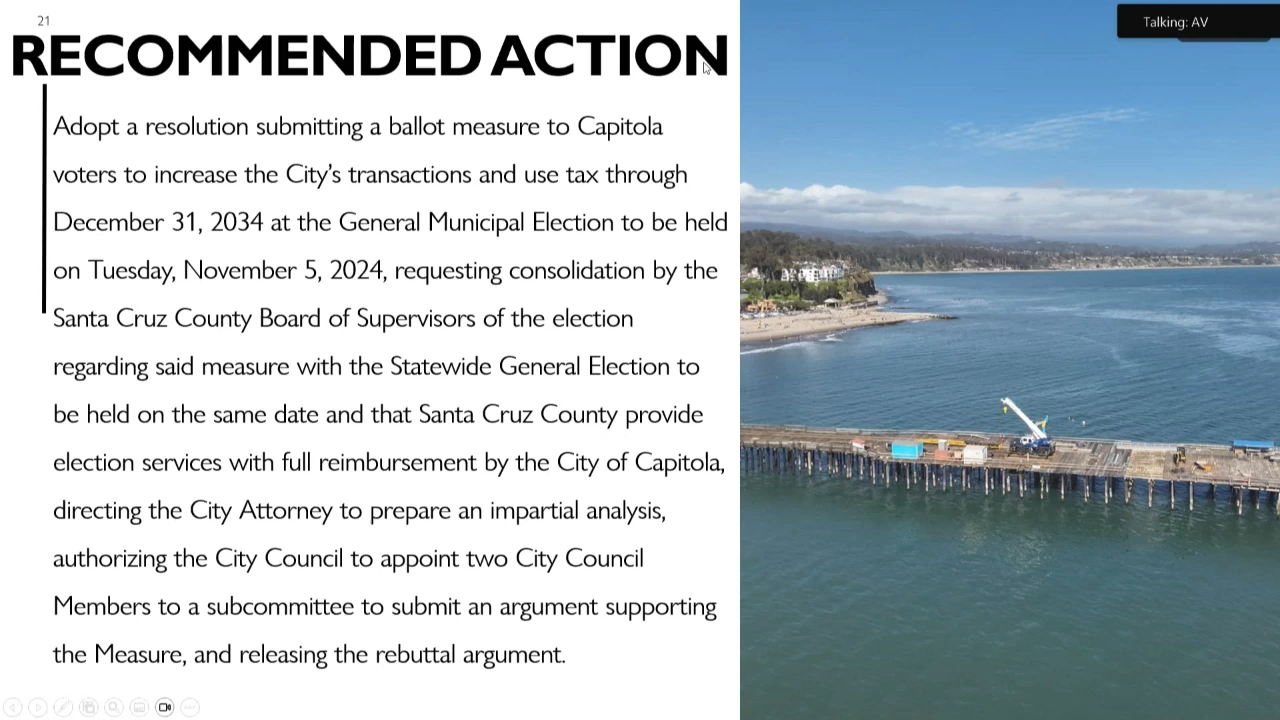 21
RECOMMENDED ACTION
Adopt a resolution submitting a ballot measure to Capitola
voters to increase the City’s transactions and use tax through
December 31, 2034 at the General Municipal Election to be held
on Tuesday, November 5, 2024, requesting consolidation by the
Santa Cruz County Board of Supervisors of the election
regarding said measure with the Statewide General Election to
be held on the same date and that Santa Cruz County provide
election services with full reimbursement by the City of Capitola,
directing the City Attorney to prepare an impartial analysis,
authorizing the City Council to appoint two City Council
Members to a subcommittee to submit an argument supporting
the Measure, and releasing the rebuttal argument.
Talking: AV